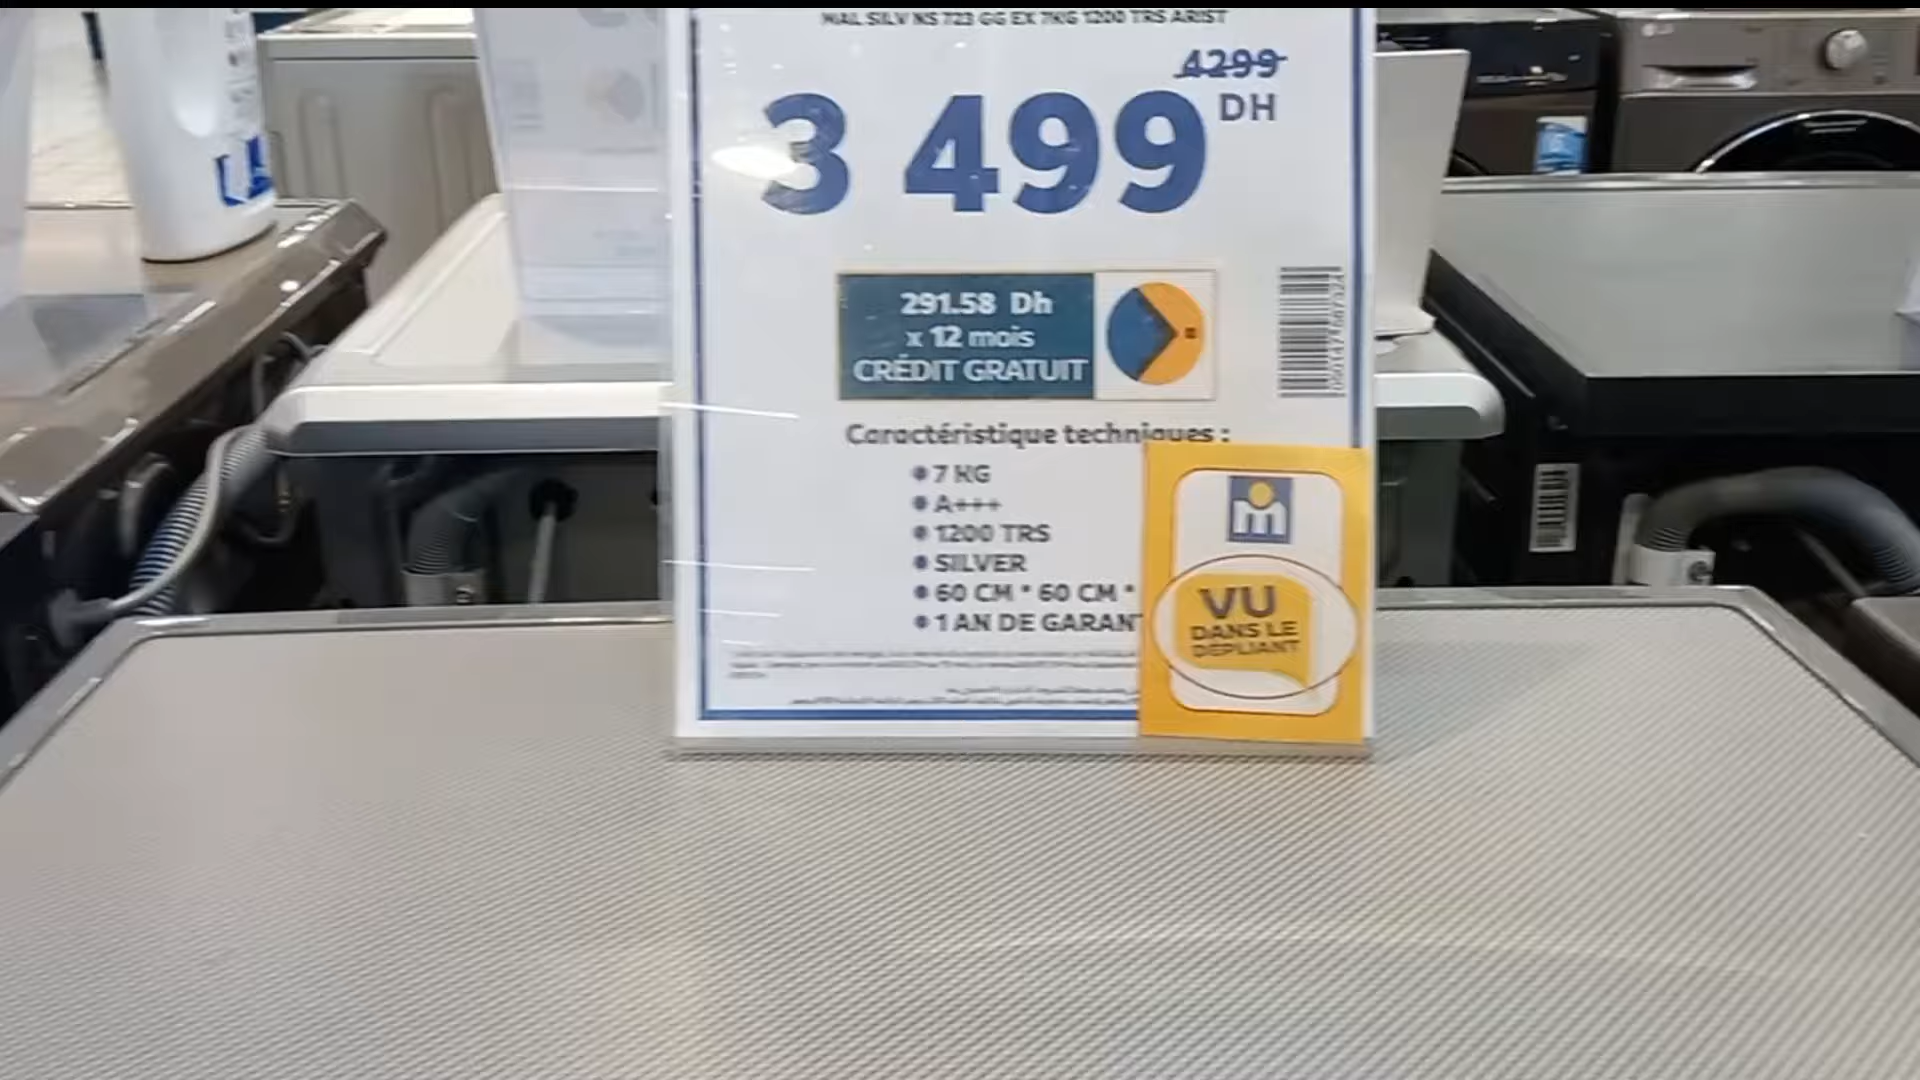 MAL SILV NS 723 GG EX 7KG 1200 TRS ARIST
4299
3 499 DH
291.58 Dh
x 12 mois
CRÉDIT GRATUIT
Caractéristique techniques :
7 KG
A+++
1200 TRS
SILVER
60 CM * 60 CM *
1 AN DE GARANT
m
VU
DANS LE
DÉPLIANT
LG